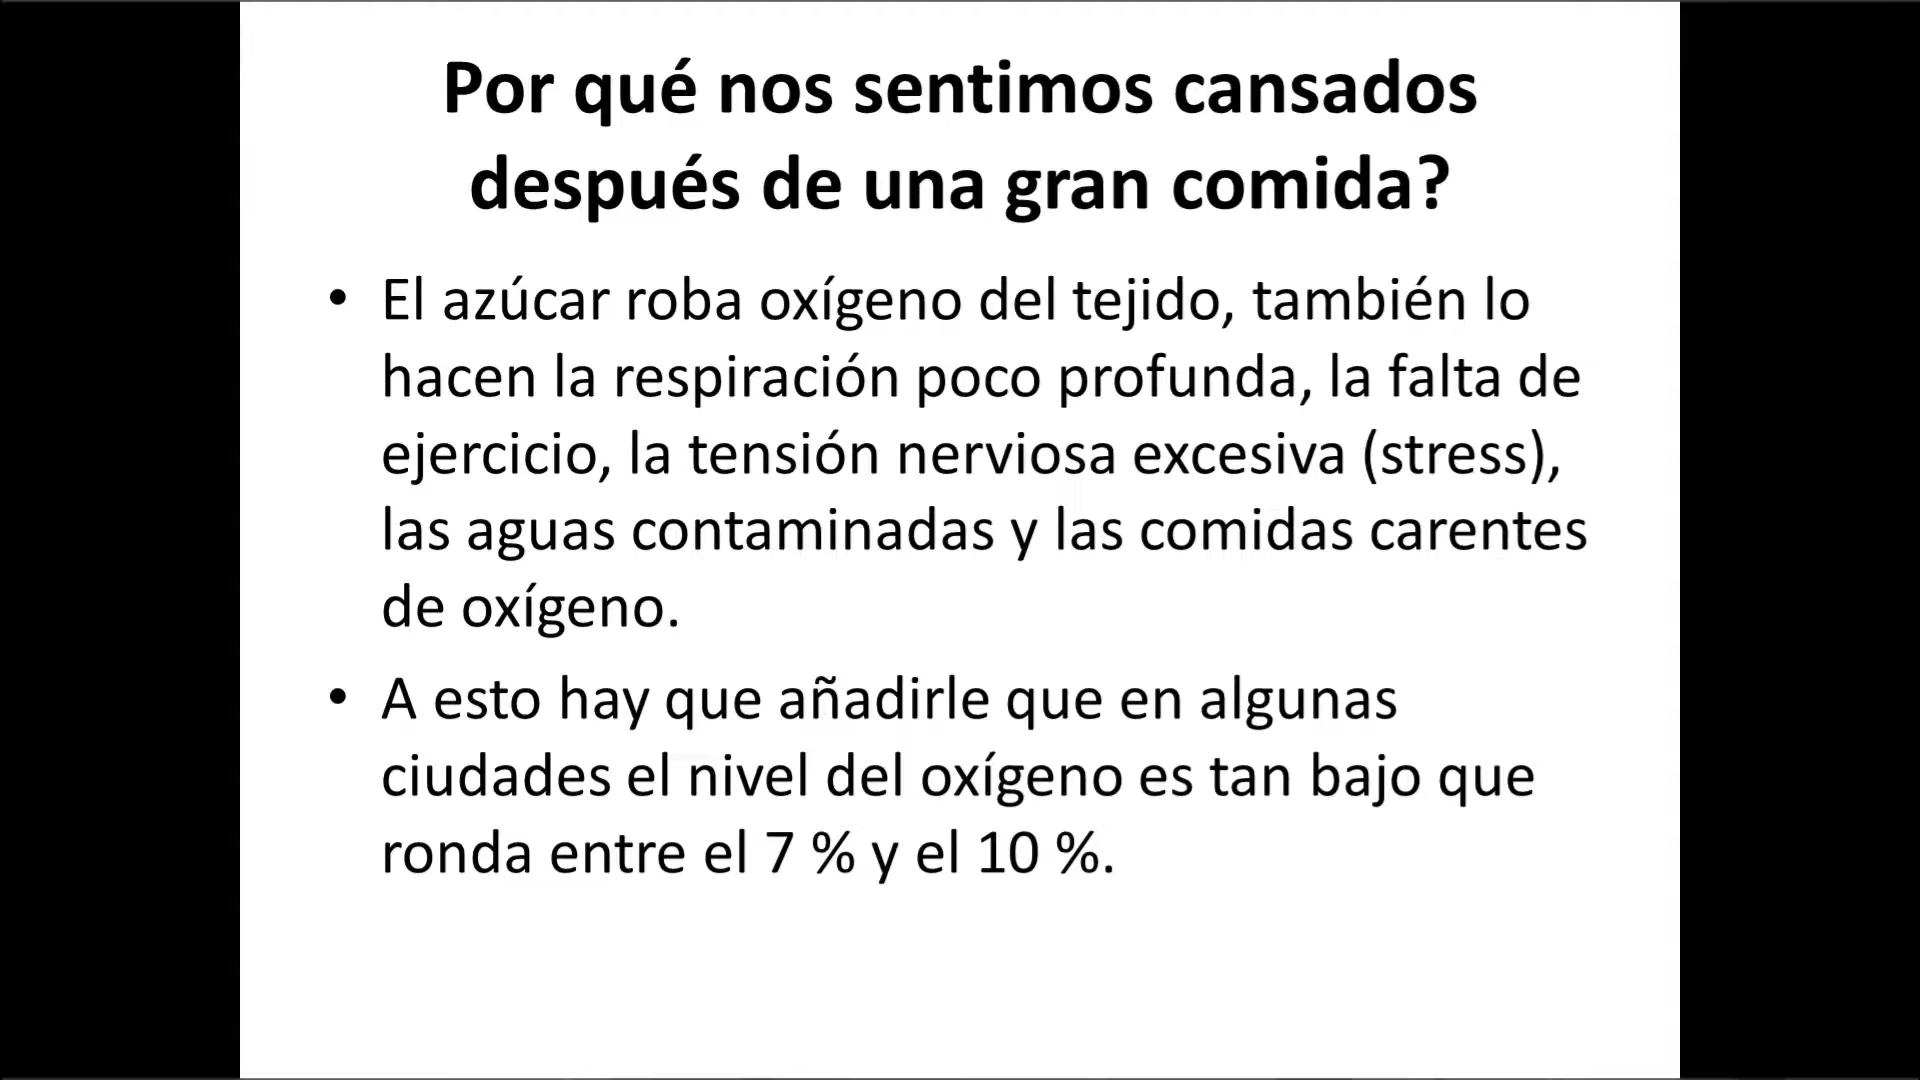 Por qué nos sentimos cansados
después de una gran comida?
• El azúcar roba oxígeno del tejido, también lo
hacen la respiración poco profunda, la falta de
ejercicio, la tensión nerviosa excesiva (stress),
las aguas contaminadas y las comidas carentes
de oxígeno.
• A esto hay que añadirle que en algunas
ciudades el nivel del oxígeno es tan bajo que
ronda entre el 7 % y el 10 %.